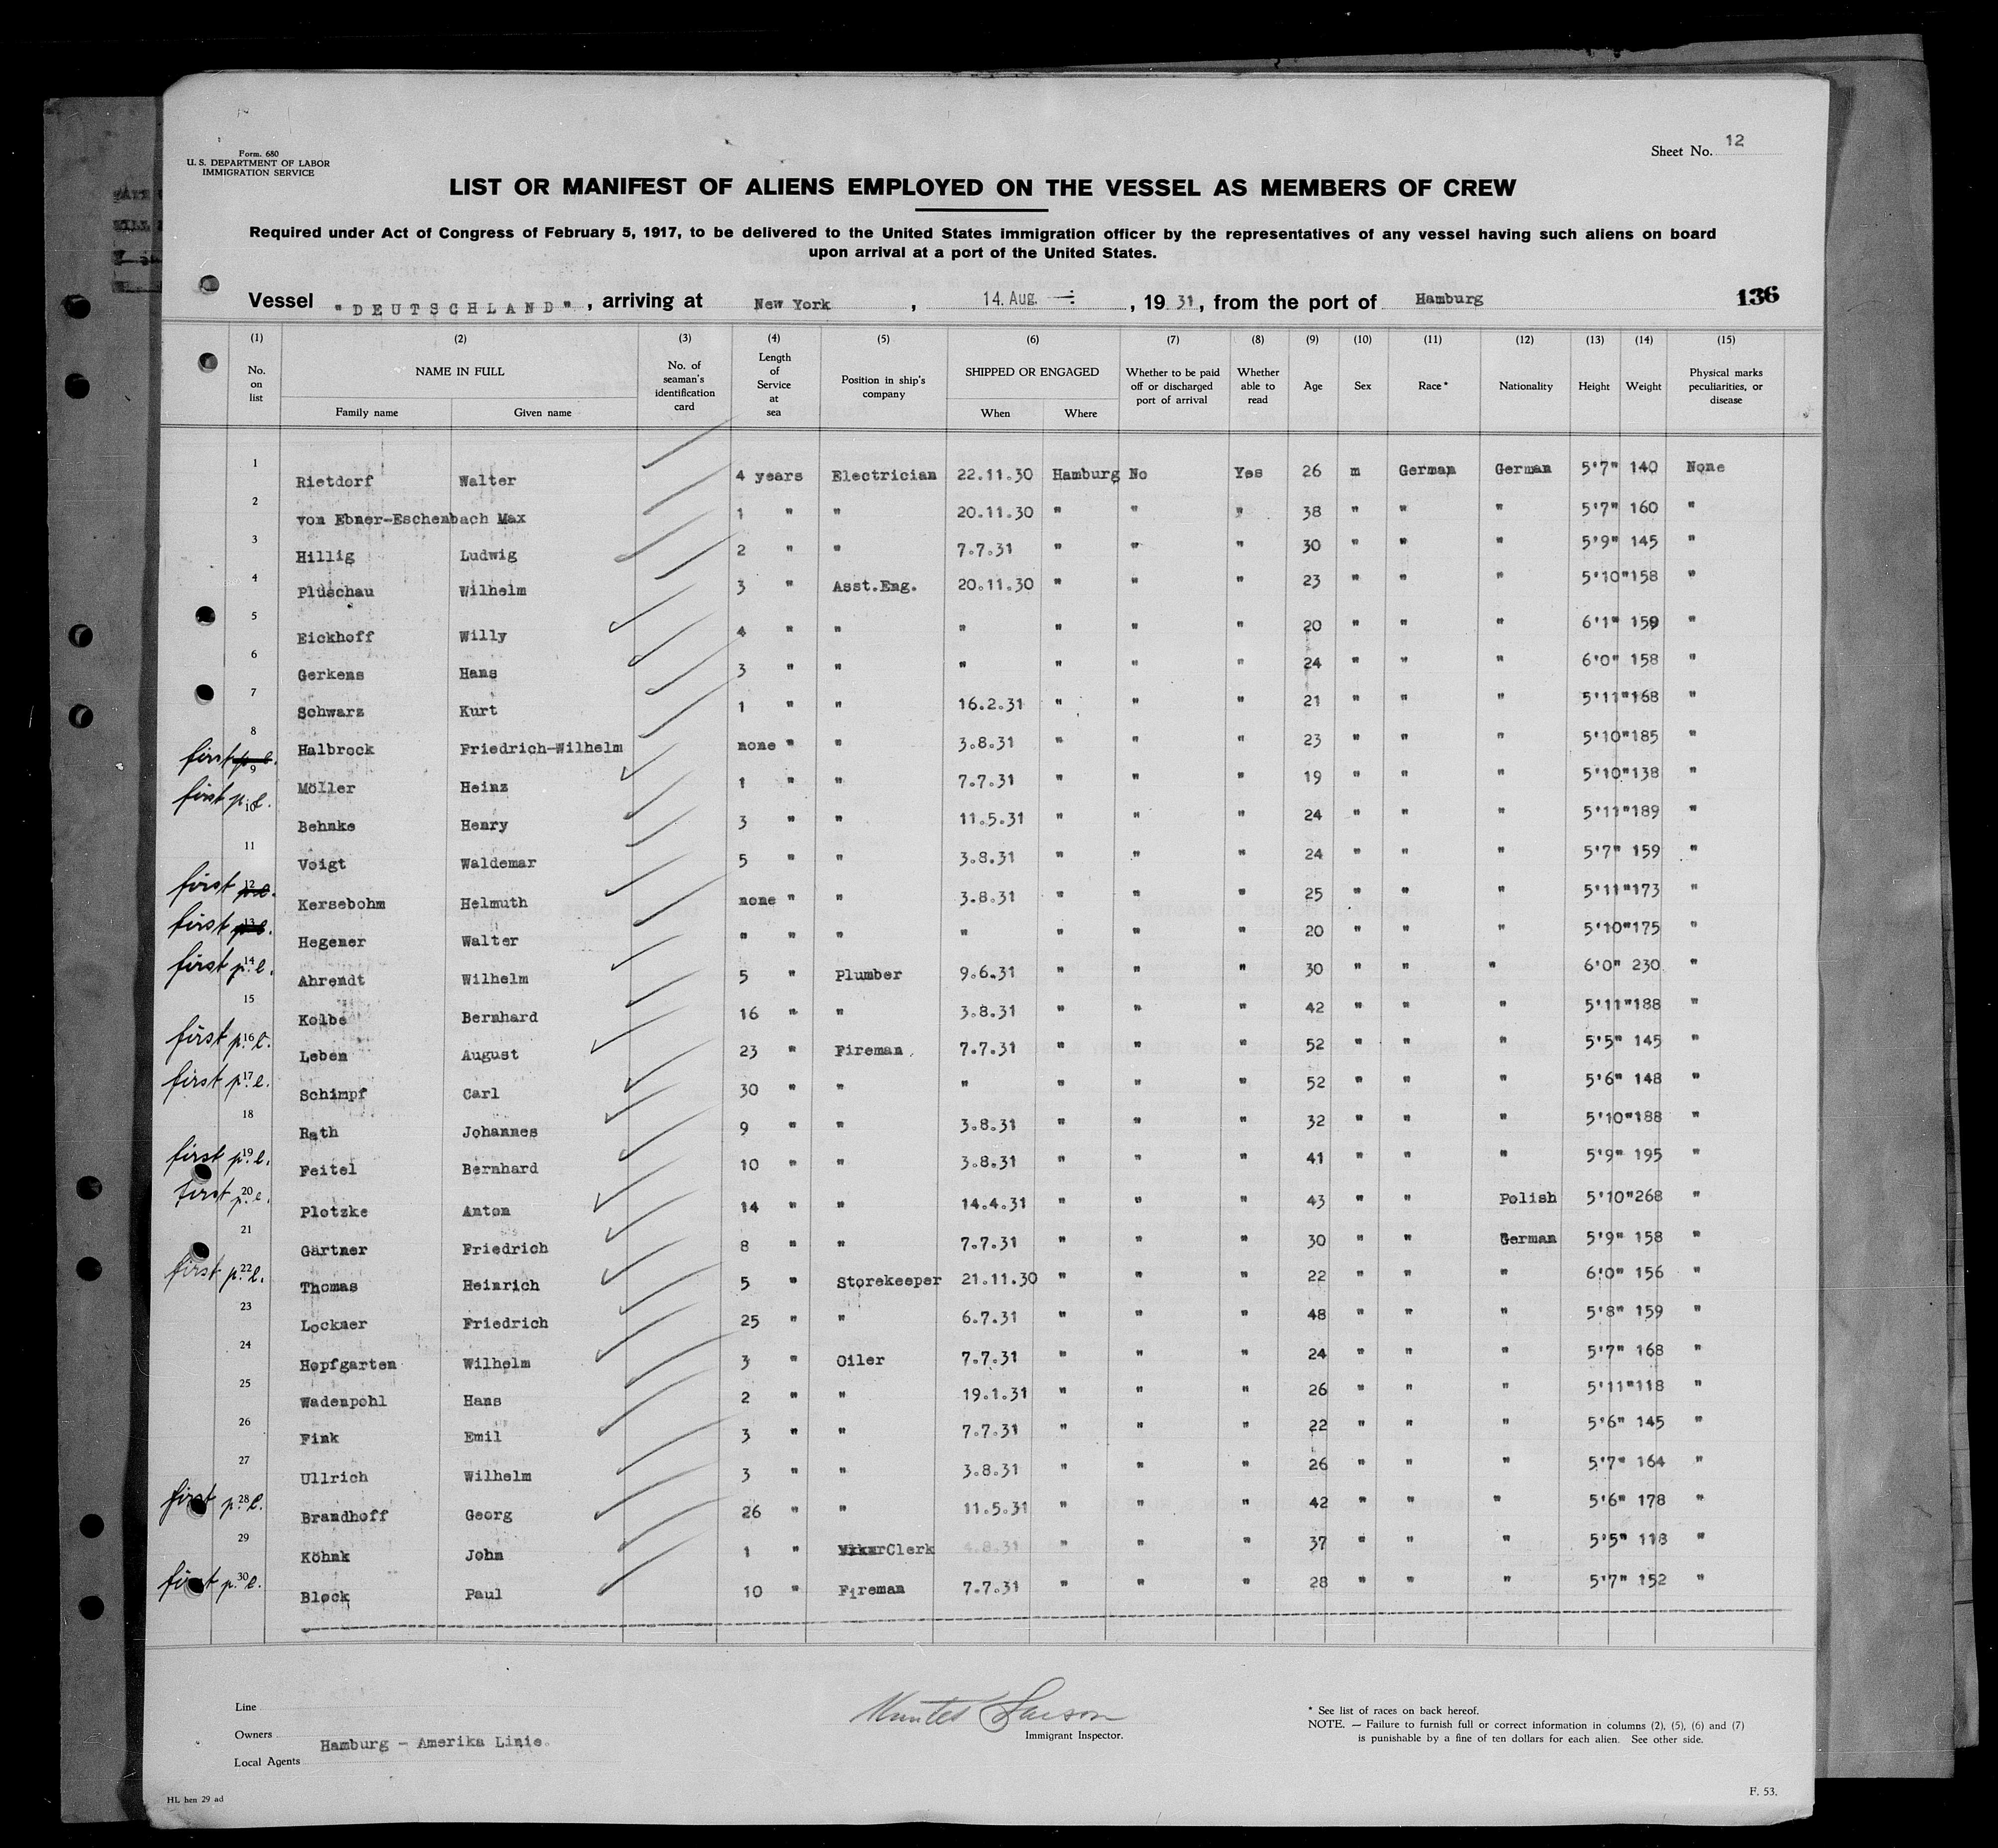 Form. 680
U. S. DEPARTMENT OF LABOR
IMMIGRATION SERVICE
Sheet No. 12
LIST OR MANIFEST OF ALIENS EMPLOYED ON THE VESSEL AS MEMBERS OF CREW
Required under Act of Congress of February 5, 1917, to be delivered to the United States immigration officer by the representatives of any vessel having such aliens on board
upon arrival at a port of the United States.
Vessel "DEUTSCHLAND", arriving at New York, 14. Aug. , 1931, from the port of Hamburg 136
(1) (2) (3) (4) (5) (6) (7) (8) (9) (10) (11) (12) (13) (14) (15)
No. on list NAME IN FULL Family name Given name No. of seaman's identification card Length of Service at sea Position in ship's company SHIPPED OR ENGAGED When Where Whether to be paid off or discharged port of arrival Whether able to read Age Sex Race* Nationality Height Weight Physical marks peculiarities, or disease
1 Rietdorf Walter 4 years Electrician 22.11.30 Hamburg No Yes 26 m German German 5'7" 140 None
2 von Ebner-Eschenbach Max 1 " " 20.11.30 " " " 38 " " " 5'7" 160 "
3 Hillig Ludwig 2 " " 7.7.31 " " " 30 " " " 5'9" 145 "
4 Plüschau Wilhelm 3 " Asst.Eng. 20.11.30 " " " 23 " " " 5'10" 158 "
5 Eickhoff Willy 4 " " " " " " 20 " " " 6'1" 159 "
6 Gerkens Hans 3 " " " " " " 24 " " " 6'0" 158 "
7 Schwarz Kurt 1 " " 16.2.31 " " " 21 " " " 5'11" 168 "
8 Halbrock Friedrich-Wilhelm none " " 3.8.31 " " " 23 " " " 5'10" 185 "
first p.l. 9 Möller Heinz 1 " " 7.7.31 " " " 19 " " " 5'10" 138 "
first p.l. 10 Behnke Henry 3 " " 11.5.31 " " " 24 " " " 5'11" 189 "
11 Voigt Waldemar 5 " " 3.8.31 " " " 24 " " " 5'7" 159 "
first p.l. 12 Kersebohm Helmuth none " " 3.8.31 " " " 25 " " " 5'11" 173 "
first p.l. 13 Hegener Walter " " " " " " " 20 " " " 5'10" 175 "
first p.l. 14 Ahrendt Wilhelm 5 " Plumber 9.6.31 " " " 30 " " " 6'0" 230 "
15 Kolbe Bernhard 16 " " 3.8.31 " " " 42 " " " 5'11" 188 "
first p.l. 16 Leben August 23 " Fireman 7.7.31 " " " 52 " " " 5'5" 145 "
first p.l. 17 Schimpf Carl 30 " " " " " " 52 " " " 5'6" 148 "
18 Rath Johannes 9 " " 3.8.31 " " " 32 " " " 5'10" 188 "
first p.l. 19 Feitel Bernhard 10 " " 3.8.31 " " " 41 " " " 5'9" 195 "
first p.l. 20 Plotzke Anton 14 " " 14.4.31 " " " 43 " " Polish 5'10" 268 "
21 Gärtner Friedrich 8 " " 7.7.31 " " " 30 " " German 5'9" 158 "
first p.l. 22 Thomas Heinrich 5 " Storekeeper 21.11.30 " " " 22 " " " 6'0" 156 "
23 Lockner Friedrich 25 " " 6.7.31 " " " 48 " " " 5'8" 159 "
24 Hopfgarten Wilhelm 3 " Oiler 7.7.31 " " " 24 " " " 5'7" 168 "
25 Wadenpohl Hans 2 " " 19.1.31 " " " 26 " " " 5'11" 118 "
26 Fink Emil 3 " " 7.7.31 " " " 22 " " " 5'6" 145 "
27 Ullrich Wilhelm 3 " " 3.8.31 " " " 26 " " " 5'7" 164 "
first p.l. 28 Brandhoff Georg 26 " " 11.5.31 " " " 42 " " " 5'6" 178 "
29 Köhnk John 1 " Clerk 4.8.31 " " " 37 " " " 5'5" 118 "
first p.l. 30 Block Paul 10 " Fireman 7.7.31 " " " 28 " " " 5'7" 152 "
Line
Owners
Hamburg - Amerika Linie.
Local Agents
Immigrant Inspector.
* See list of races on back hereof.
NOTE. — Failure to furnish full or correct information in columns (2), (5), (6) and (7)
is punishable by a fine of ten dollars for each alien. See other side.
HL hen 29 ad
F. 53.